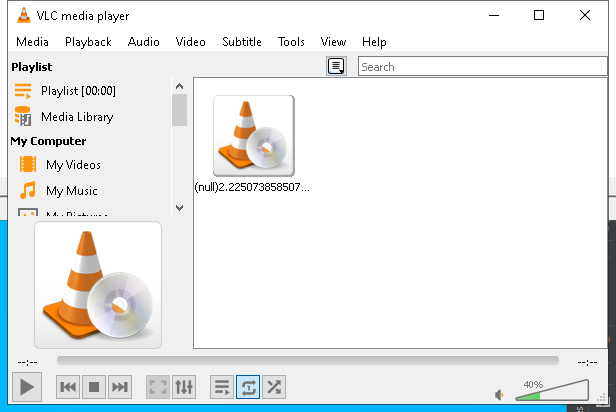 VLC media player
Media Playback Audio Video Subtitle Tools View Help
Playlist
Search
Playlist [00:00]
Media Library
My Computer
My Videos
My Music
My Pictures
(null)2.225073858507...
--:-- --:--
40%